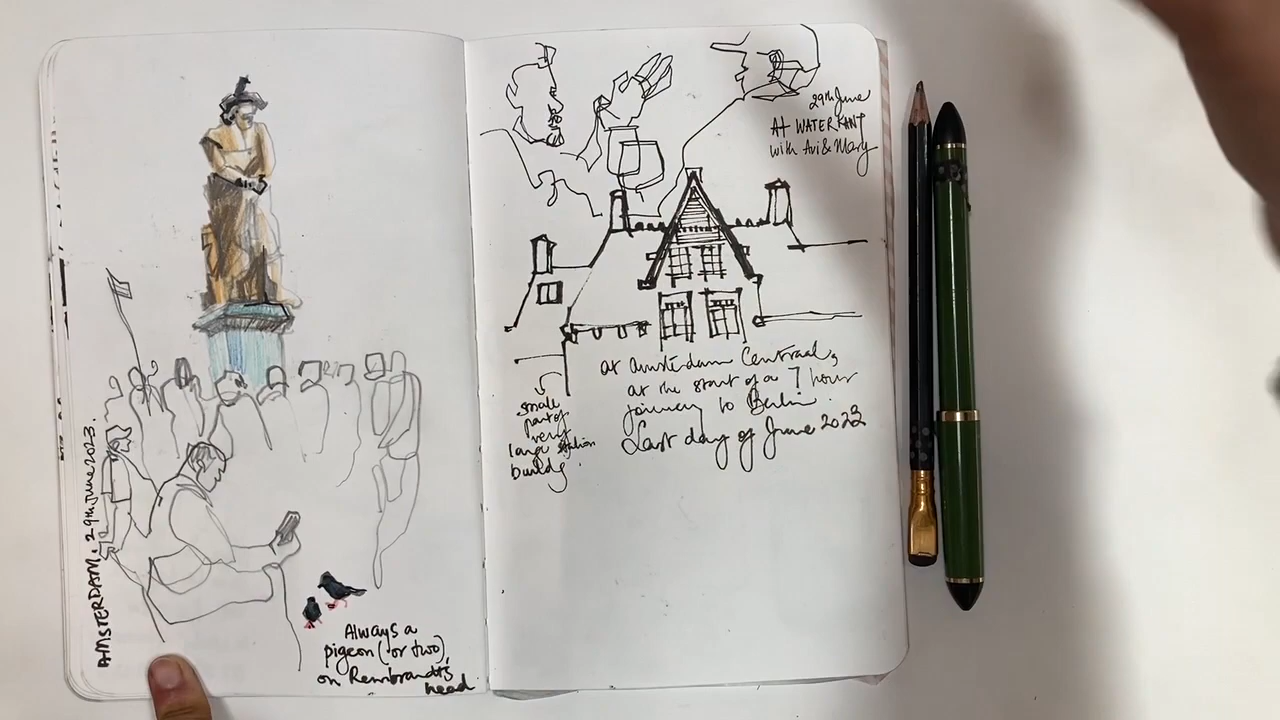 AMSTERDAM. 29th June 2023.
Always a
pigeon (or two),
on Rembrandt's
head
29th June
At WATERKANT
with Avi & Mary
at Amsterdam Centraal,
at the start of a 7 hour
journey to Berlin.
Last day of June 2023
small
part of
very
large station
buildg.